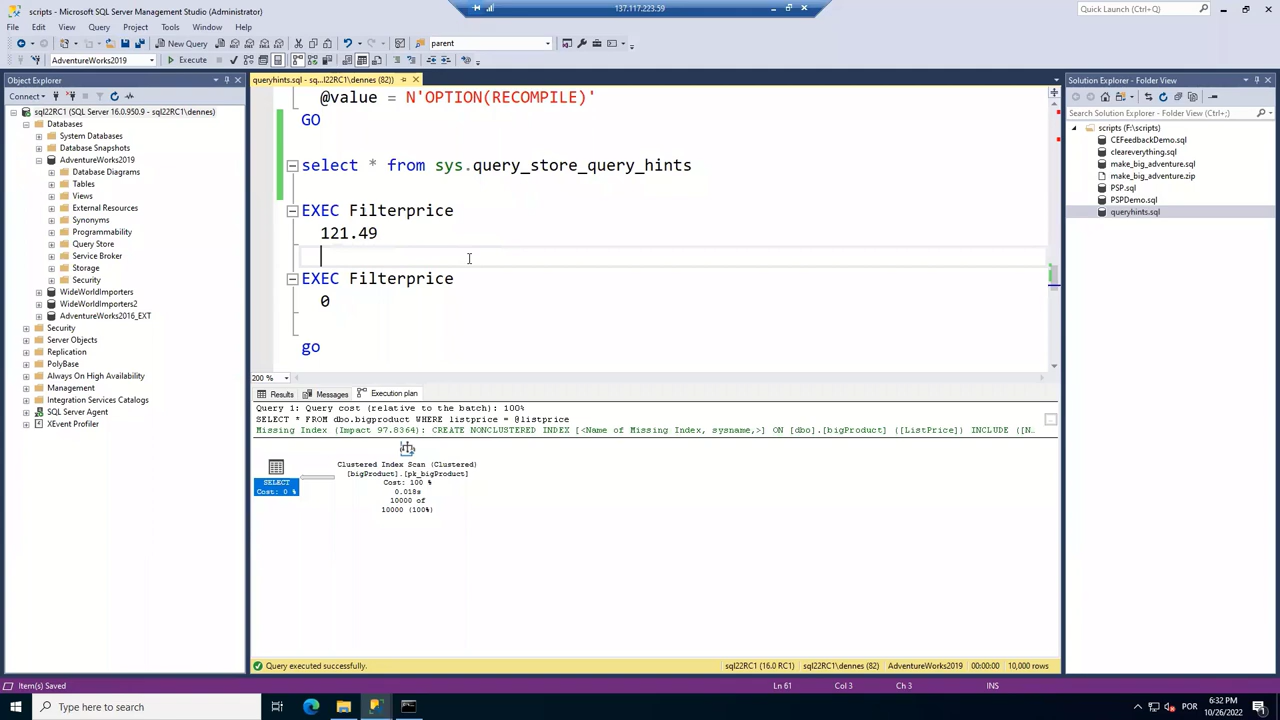 scripts - Microsoft SQL Server Management Studio (Administrator)
137.117.223.59
Quick Launch (Ctrl+Q)
File Edit View Query Project Tools Window Help
New Query
parent
AdventureWorks2019
Execute
Object Explorer
Connect
sql22RC1 (SQL Server 16.0.950.9 - sql22RC1\dennes)
Databases
System Databases
Database Snapshots
AdventureWorks2019
Database Diagrams
Tables
Views
External Resources
Synonyms
Programmability
Query Store
Service Broker
Storage
Security
WideWorldImporters
WideWorldImporters2
AdventureWorks2016_EXT
Security
Server Objects
Replication
PolyBase
Always On High Availability
Management
Integration Services Catalogs
SQL Server Agent
XEvent Profiler
queryhints.sql - sq...l22RC1\dennes (82))
@value = N'OPTION(RECOMPILE)'
GO
select * from sys.query_store_query_hints
EXEC Filterprice
121.49
EXEC Filterprice
0
go
200 %
Results Messages Execution plan
Query 1: Query cost (relative to the batch): 100%
SELECT * FROM dbo.bigproduct WHERE listprice = @listprice
Missing Index (Impact 97.8364): CREATE NONCLUSTERED INDEX [<Name of Missing Index, sysname,>] ON [dbo].[bigProduct] ([ListPrice]) INCLUDE ([N…
SELECT
Cost: 0 %
Clustered Index Scan (Clustered)
[bigProduct].[pk_bigProduct]
Cost: 100 %
0.018s
10000 of
10000 (100%)
Query executed successfully.
sql22RC1 (16.0 RC1) sql22RC1\dennes (82) AdventureWorks2019 00:00:00 10,000 rows
Solution Explorer - Folder View
Search Solution Explorer - Folder View (Ctrl+ç)
scripts (F:\scripts)
CEFeedbackDemo.sql
cleareverything.sql
make_big_adventure.sql
make_big_adventure.zip
PSP.sql
PSPDemo.sql
queryhints.sql
Item(s) Saved
Ln 61 Col 3 Ch 3 INS
Type here to search
POR
6:32 PM
10/26/2022
1